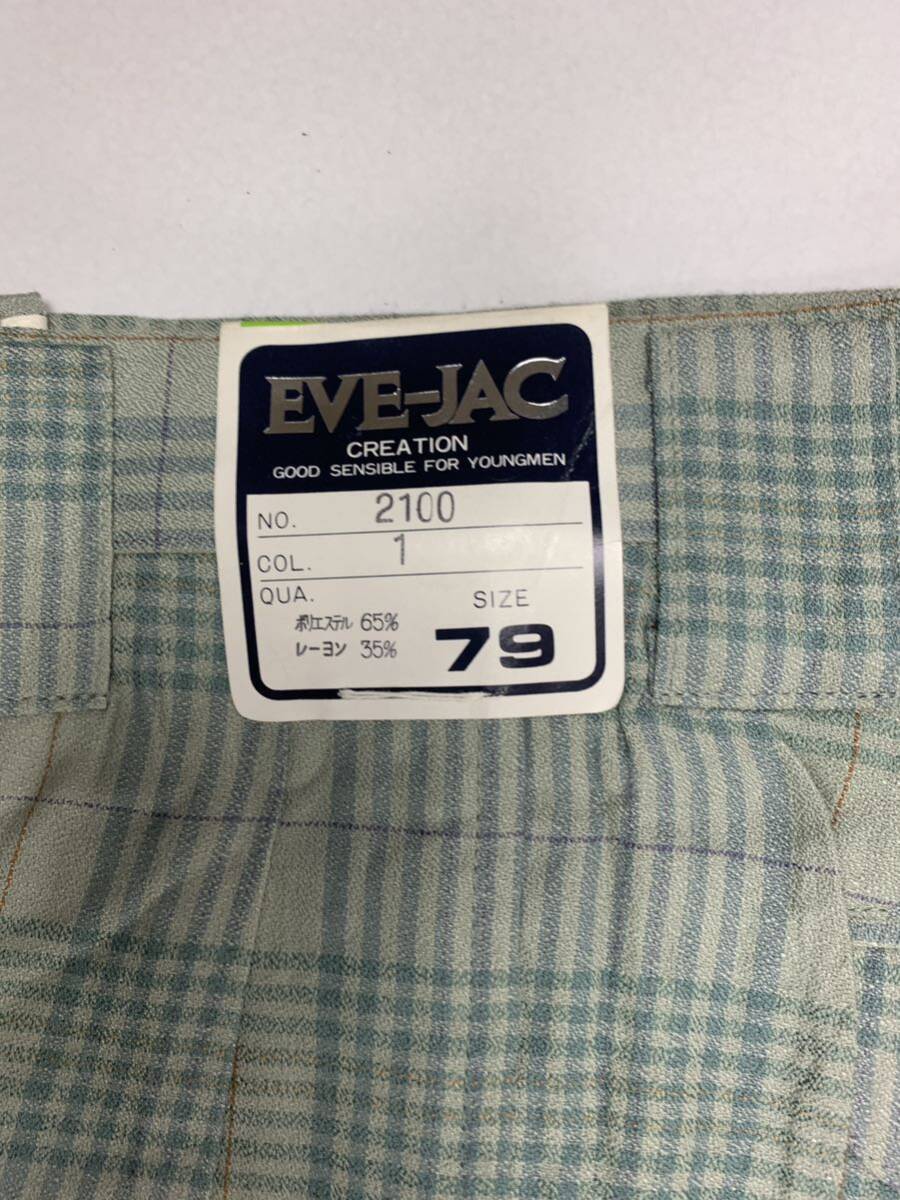 EVE-JAC
CREATION
GOOD SENSIBLE FOR YOUNGMEN
NO. 2100
COL. 1
QUA. SIZE
ポリエステル 65%
レーヨン 35%
79